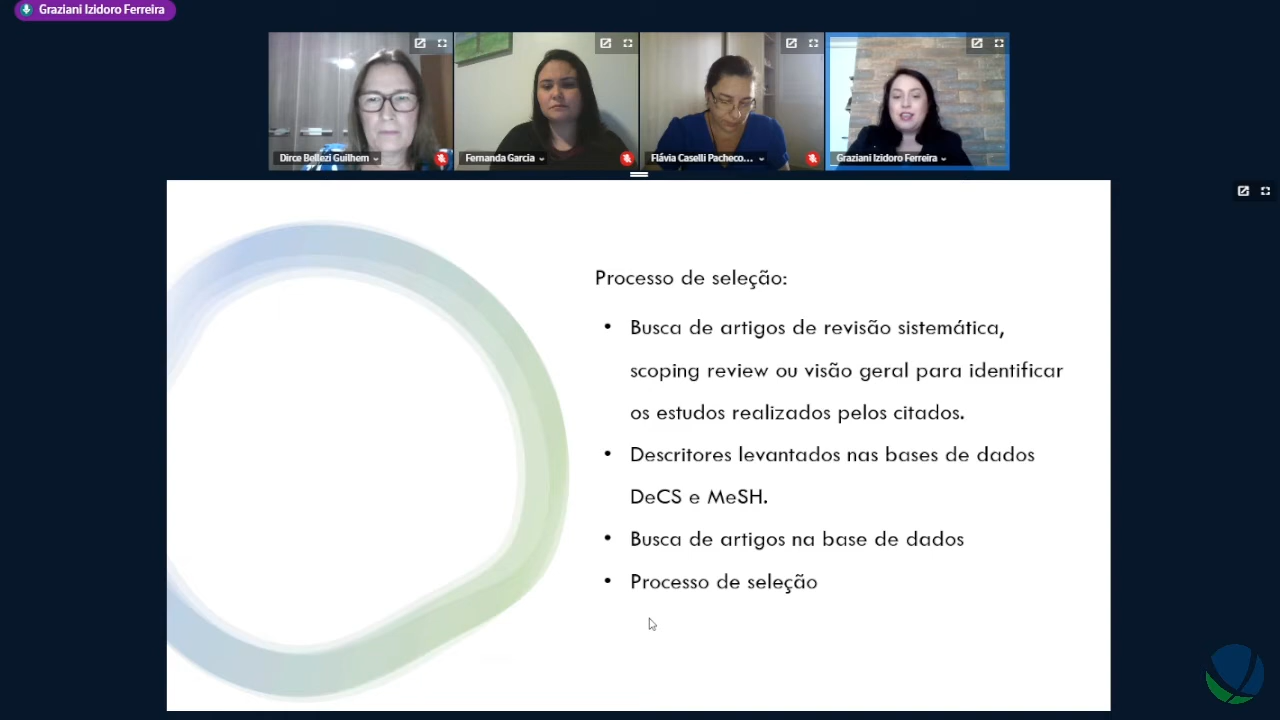 Graziani Izidoro Ferreira
Dirce Bellezi Guilhem
Fernanda Garcia
Flávia Caselli Pacheco...
Graziani Izidoro Ferreira
Processo de seleção:
• Busca de artigos de revisão sistemática,
scoping review ou visão geral para identificar
os estudos realizados pelos citados.
• Descritores levantados nas bases de dados
DeCS e MeSH.
• Busca de artigos na base de dados
• Processo de seleção